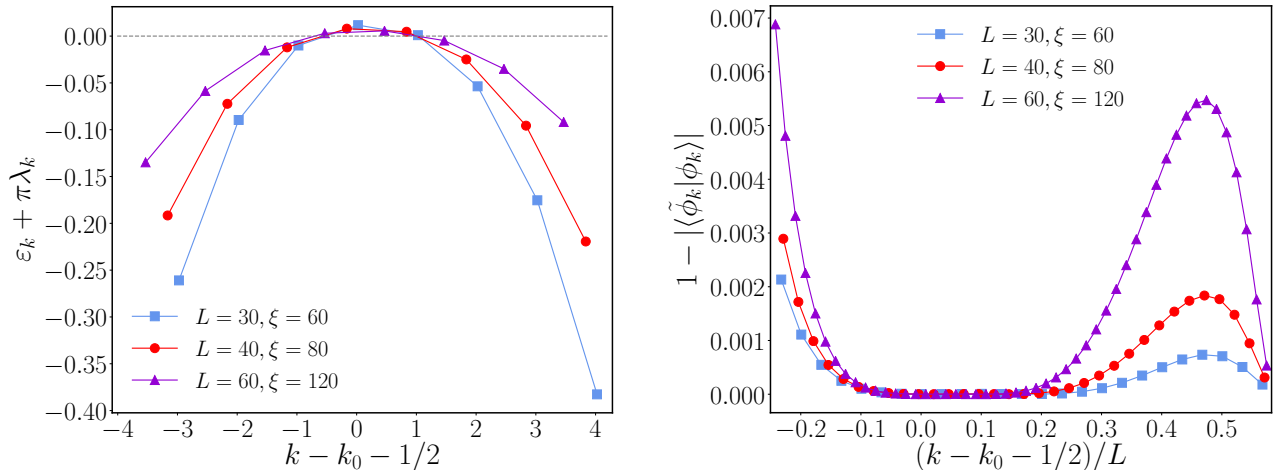 0.00
−0.05
−0.10
−0.15
−0.20
−0.25
−0.30
−0.35
−0.40
ε_k + πλ_k
L = 30, ξ = 60
L = 40, ξ = 80
L = 60, ξ = 120
−4 −3 −2 −1 0 1 2 3 4
k − k_0 − 1/2
0.007
0.006
0.005
0.004
0.003
0.002
0.001
0.000
1 − |⟨ϕ̃_k|ϕ_k⟩|
L = 30, ξ = 60
L = 40, ξ = 80
L = 60, ξ = 120
−0.2 −0.1 0.0 0.1 0.2 0.3 0.4 0.5
(k − k_0 − 1/2)/L